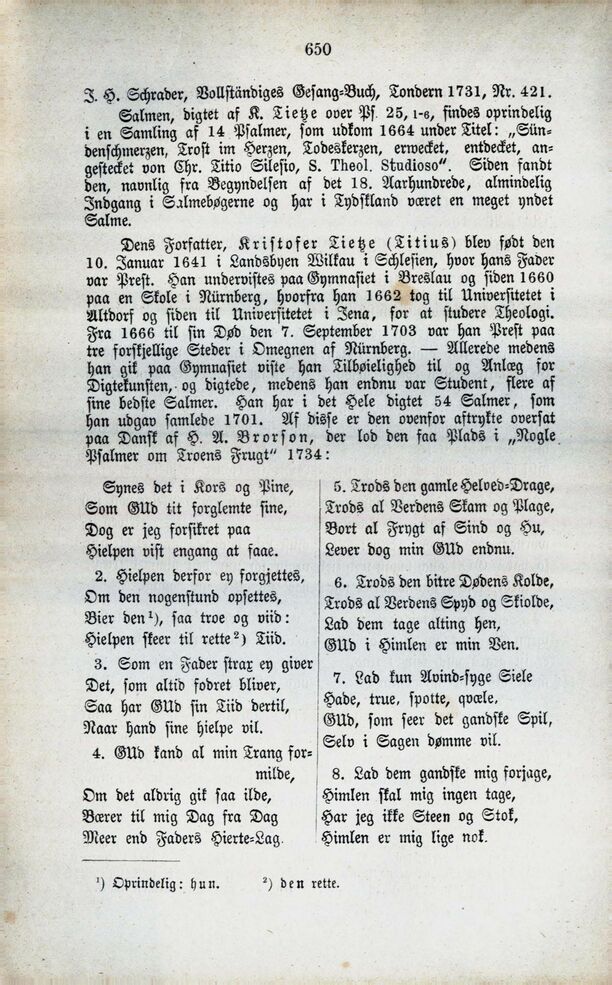 650
J. H. Schrader, Vollständiges Gesang=Buch, Tondern 1731, Nr. 421.
Salmen, digtet af K. Tietze over Ps. 25, 1-6, findes oprindelig
i en Samling af 14 Psalmer, som udkom 1664 under Titel: „Sün-
denschmerzen, Trost im Herzen, Todeskerzen, erwecket, entdecket, an-
gestecket von Chr. Titio Silesio, S. Theol. Studioso“. Siden fandt
den, navnlig fra Begyndelsen af det 18. Aarhundrede, almindelig
Indgang i Salmebøgerne og har i Tydskland været en meget yndet
Salme.
Dens Forfatter, Kristofer Tietze (Titius) blev født den
10. Januar 1641 i Landsbyen Wilkau i Schlesien, hvor hans Fader
var Præst. Han undervistes paa Gymnasiet i Breslau og siden 1660
paa en Skole i Nürnberg, hvorfra han 1662 tog til Universitetet i
Altdorf og siden til Universitetet i Jena, for at studere Theologi.
Fra 1666 til sin Død den 7. September 1703 var han Præst paa
tre forskjellige Steder i Omegnen af Nürnberg. — Allerede medens
han gik paa Gymnasiet viste han Tilbøielighed til og Anlæg for
Digtekunsten, og digtede, medens han endnu var Student, flere af
sine bedste Salmer. Han har i det Hele digtet 54 Salmer, som
han udgav samlede 1701. Af disse er den ovenfor aftrykte oversat
paa Dansk af H. A. Brorson, der lod den faa Plads i „Nogle
Psalmer om Troens Frugt“ 1734:
Synes det i Kors og Pine,
Som GUd tit forglemte sine,
Dog er jeg forsikret paa
Hielpen vist engang at faae.
2. Hielpen derfor ey forgjettes,
Om den nogenstund opsettes,
Bier den¹), saa troe og viid:
Hielpen skeer til rette²) Tiid.
3. Som en Fader strax ey giver
Det, som altid fodret bliver,
Saa har GUd sin Tiid dertil,
Naar hand sine hielpe vil.
4. GUd kand al min Trang for=
milde,
Om det aldrig gik saa ilde,
Bærer til mig Dag fra Dag
Meer end Faders Hierte=Lag.
5. Trods den gamle Helved=Drage,
Trods al Verdens Skam og Plage,
Bort al Frygt af Sind og Hu,
Lever dog min GUd endnu.
6. Trods den bitre Dødens Kolde,
Trods al Verdens Spyd og Skiolde,
Lad dem tage alting hen,
GUd i Himlen er min Ven.
7. Lad kun Avind=syge Siele
Hade, true, spotte, qvæle,
GUd, som seer det gandske Spil,
Selv i Sagen dømme vil.
8. Lad dem gandske mig forjage,
Himlen skal mig ingen tage,
Har jeg ikke Steen og Stok,
Himlen er mig lige nok.
¹) Oprindelig: hun. ²) den rette.